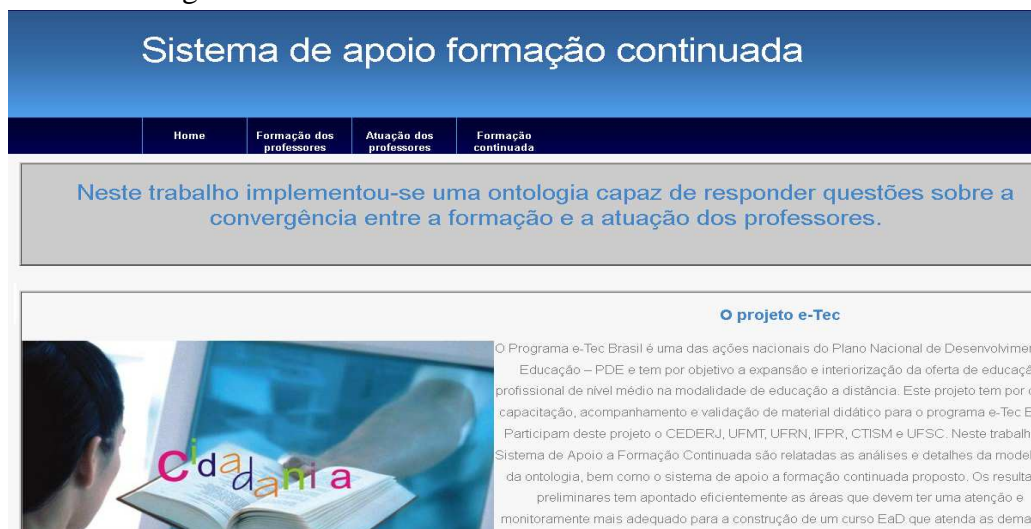 Sistema de apoio formação continuada
Home
Formação dos professores
Atuação dos professores
Formação continuada
Neste trabalho implementou-se uma ontologia capaz de responder questões sobre a
convergência entre a formação e a atuação dos professores.
O projeto e-Tec
O Programa e-Tec Brasil é uma das ações nacionais do Plano Nacional de
Educação – PDE e tem por objetivo a expansão e interiorização da oferta de
profissional de nível médio na modalidade de educação a distância. Este projeto tem por
capacitação, acompanhamento e validação de material didático para o programa e-Tec
Participam deste projeto o CEDERJ, UFMT, UFRN, IFPR, CTISM e UFSC. Neste
Sistema de Apoio a Formação Continuada são relatadas as análises e detalhes da
da ontologia, bem como o sistema de apoio a formação continuada proposto. Os
preliminares tem apontado eficientemente as áreas que devem ter uma atenção e
monitoramente mais adequado para a construção de um curso EaD que atenda as
Cidadania